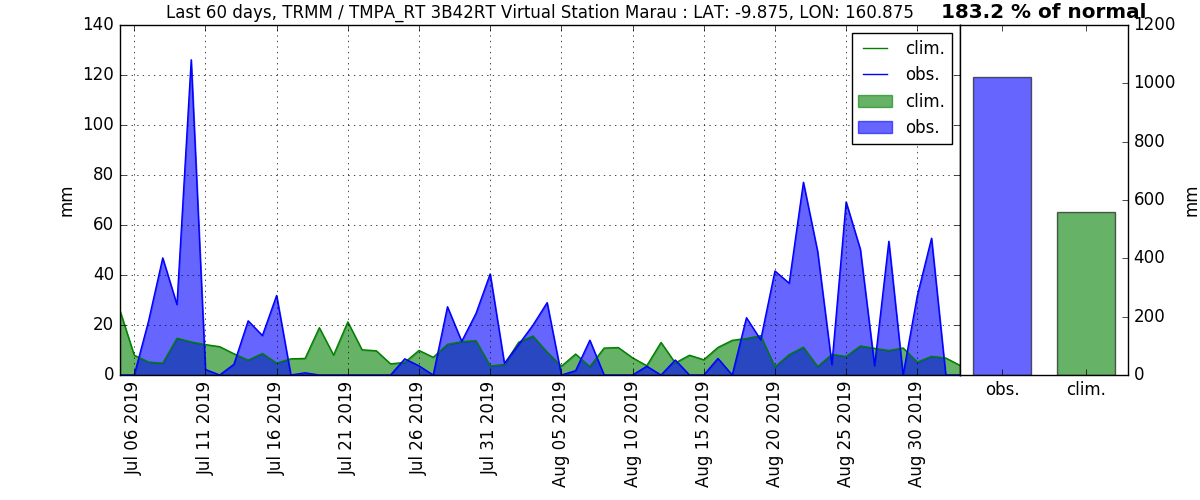 Last 60 days, TRMM / TMPA_RT 3B42RT Virtual Station Marau : LAT: -9.875, LON: 160.875
183.2 % of normal
140
120
100
80
60
40
20
0
mm
clim.
obs.
clim.
obs.
Jul 06 2019
Jul 11 2019
Jul 16 2019
Jul 21 2019
Jul 26 2019
Jul 31 2019
Aug 05 2019
Aug 10 2019
Aug 15 2019
Aug 20 2019
Aug 25 2019
Aug 30 2019
1200
1000
800
600
400
200
0
mm
obs.
clim.